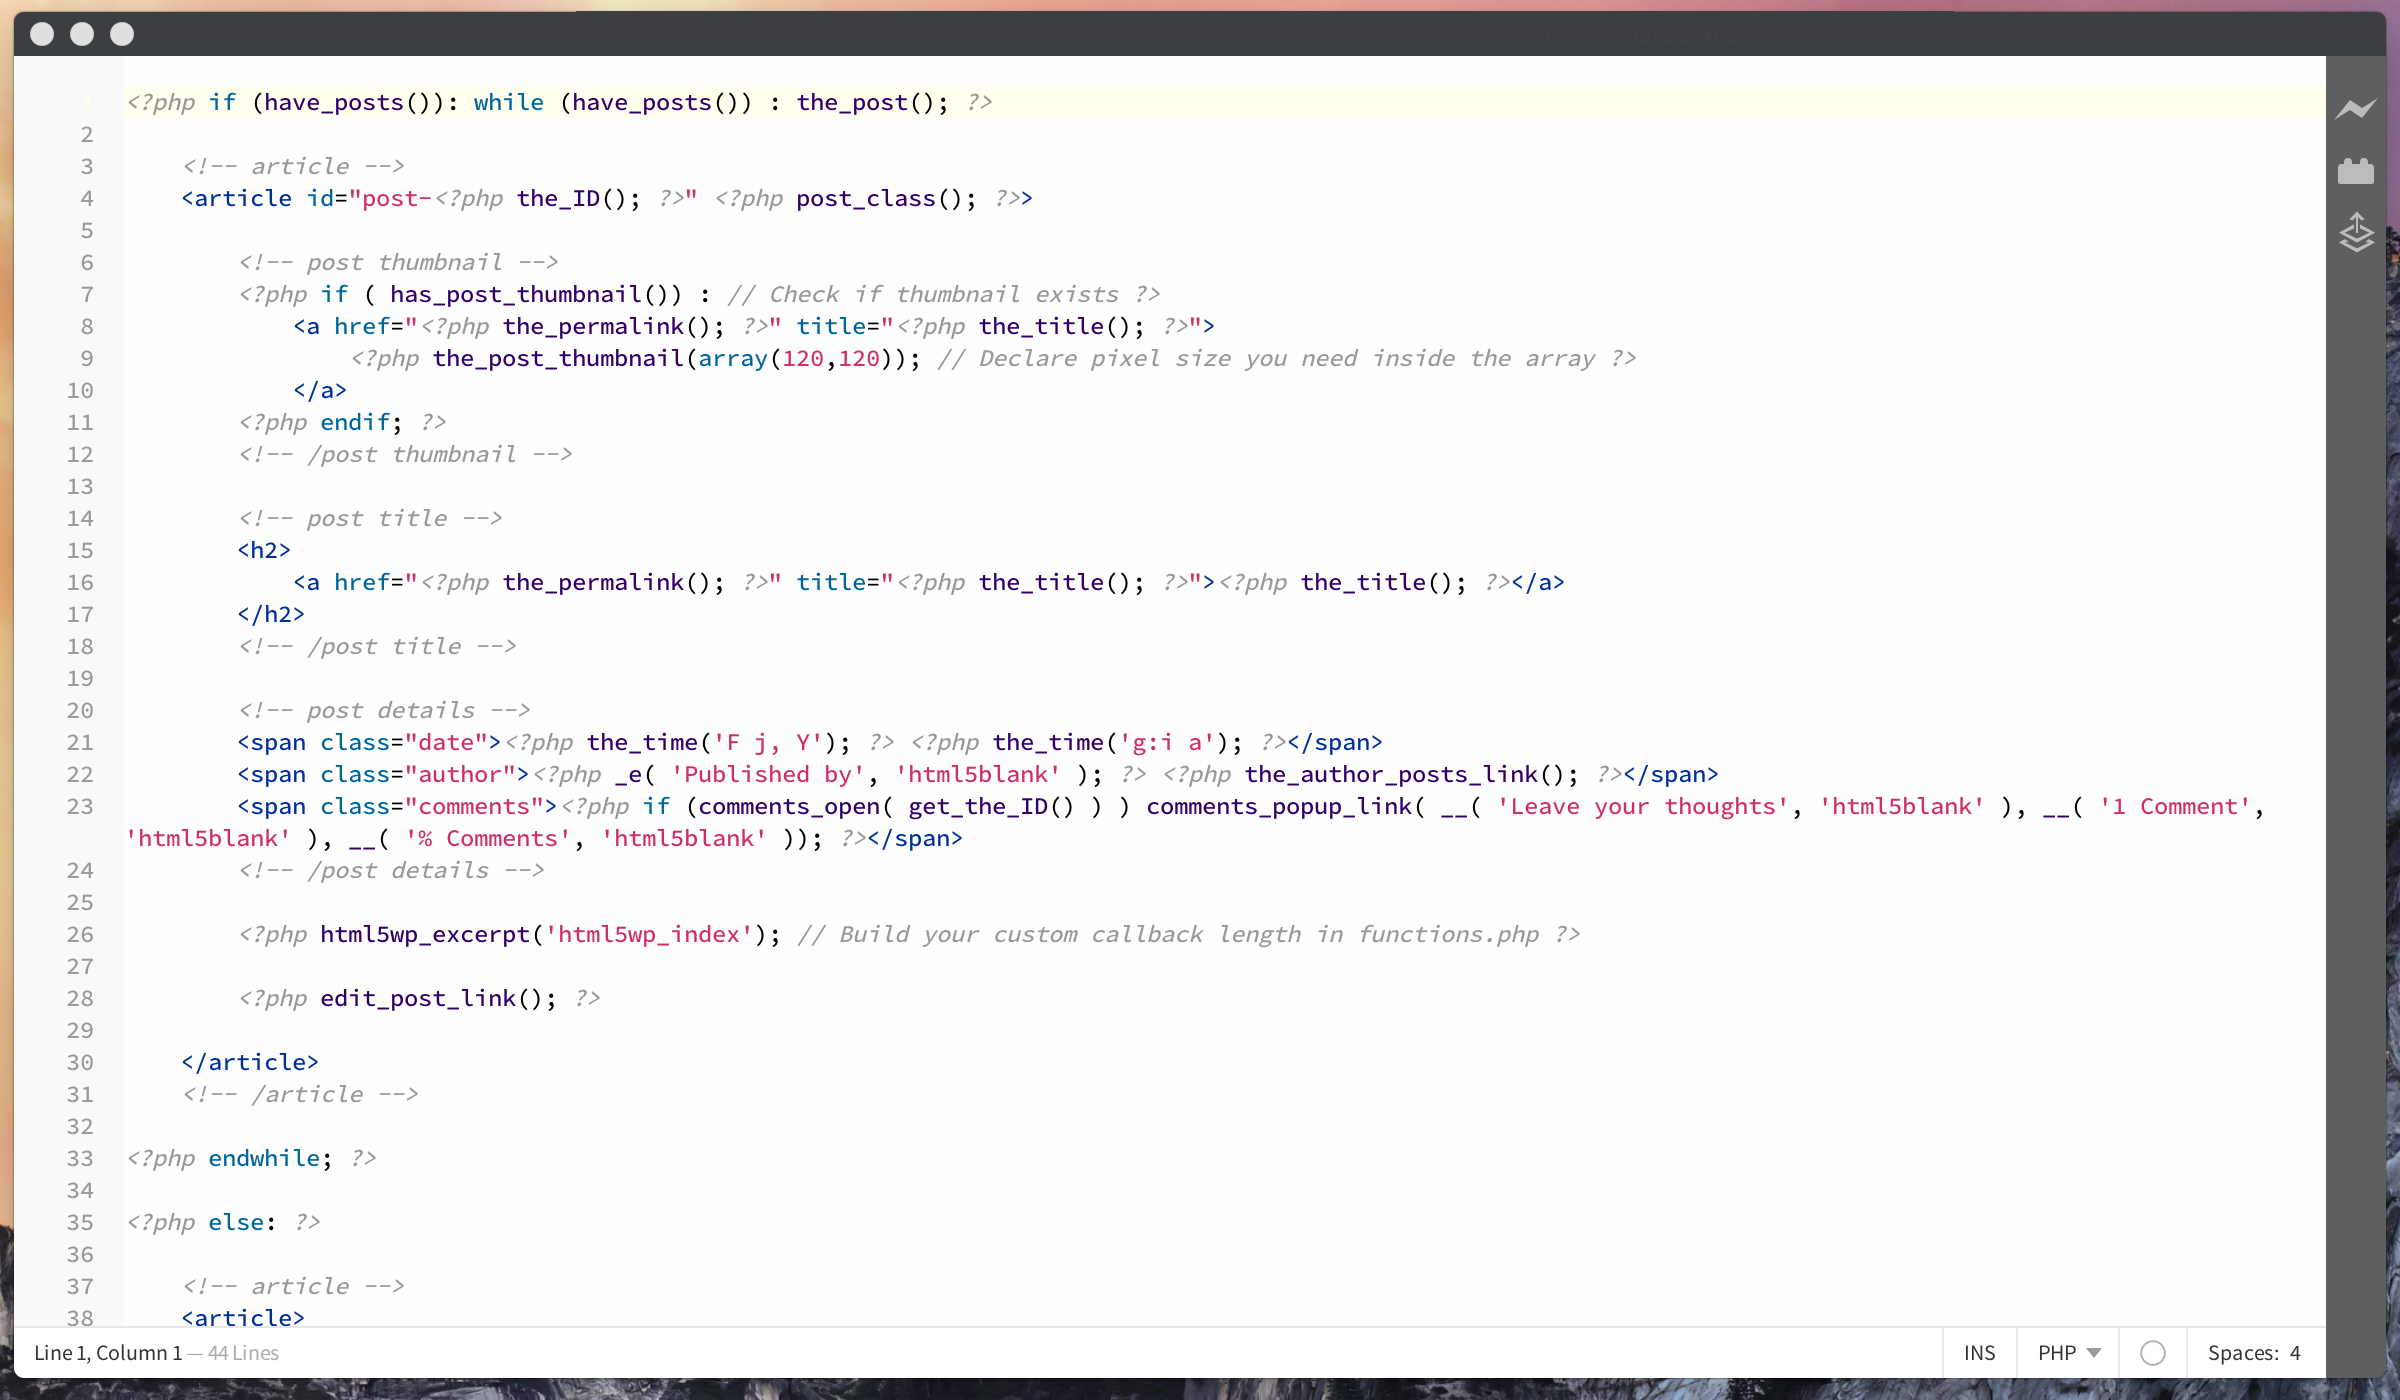 Brackets
1 <?php if (have_posts()): while (have_posts()) : the_post(); ?>
2
3     <!-- article -->
4     <article id="post-<?php the_ID(); ?>" <?php post_class(); ?>>
5
6         <!-- post thumbnail -->
7         <?php if ( has_post_thumbnail()) : // Check if thumbnail exists ?>
8             <a href="<?php the_permalink(); ?>" title="<?php the_title(); ?>">
9                 <?php the_post_thumbnail(array(120,120)); // Declare pixel size you need inside the array ?>
10             </a>
11         <?php endif; ?>
12         <!-- /post thumbnail -->
13
14         <!-- post title -->
15         <h2>
16             <a href="<?php the_permalink(); ?>" title="<?php the_title(); ?>"><?php the_title(); ?></a>
17         </h2>
18         <!-- /post title -->
19
20         <!-- post details -->
21         <span class="date"><?php the_time('F j, Y'); ?> <?php the_time('g:i a'); ?></span>
22         <span class="author"><?php _e( 'Published by', 'html5blank' ); ?> <?php the_author_posts_link(); ?></span>
23         <span class="comments"><?php if (comments_open( get_the_ID() ) ) comments_popup_link( __( 'Leave your thoughts', 'html5blank' ), __( '1 Comment',
'html5blank' ), __( '% Comments', 'html5blank' )); ?></span>
24         <!-- /post details -->
25
26         <?php html5wp_excerpt('html5wp_index'); // Build your custom callback length in functions.php ?>
27
28         <?php edit_post_link(); ?>
29
30     </article>
31     <!-- /article -->
32
33 <?php endwhile; ?>
34
35 <?php else: ?>
36
37     <!-- article -->
38     <article>
Line 1, Column 1 — 44 Lines INS PHP Spaces: 4